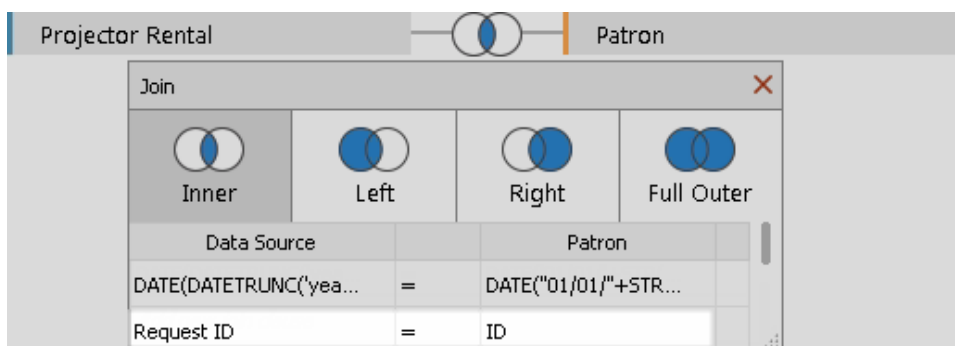 Projector Rental Patron
Join
Inner Left Right Full Outer
Data Source Patron
DATE(DATETRUNC('yea... = DATE("01/01/"+STR...
Request ID = ID